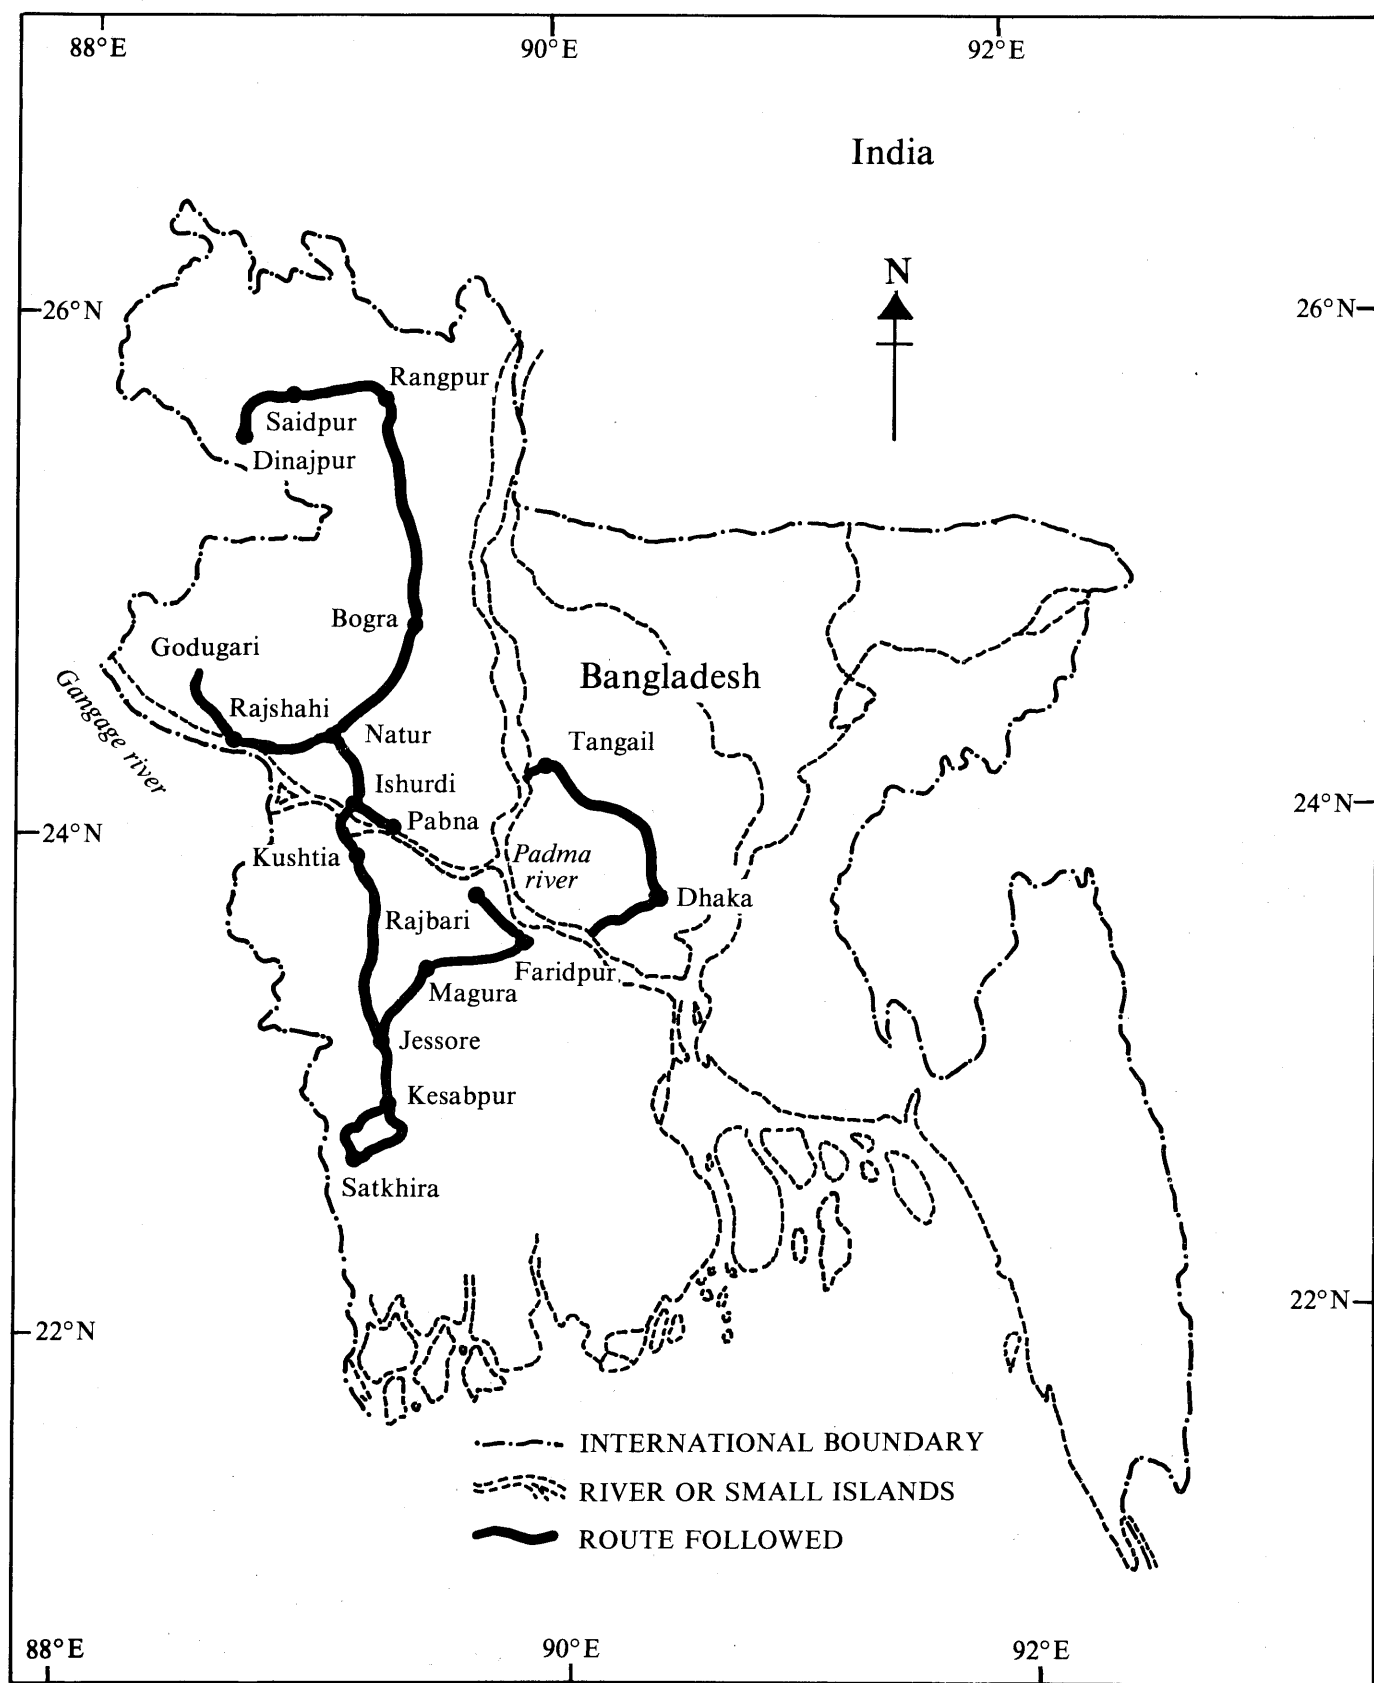 88°E 90°E 92°E
India
N
26°N 26°N
Rangpur
Saidpur
Dinajpur
Bogra
Godugari
Bangladesh
Gangage river
Rajshahi
Natur
Tangail
Ishurdi
24°N 24°N
Pabna
Kushtia
Padma
river
Dhaka
Rajbari
Faridpur
Magura
Jessore
Kesabpur
Satkhira
22°N 22°N
INTERNATIONAL BOUNDARY
RIVER OR SMALL ISLANDS
ROUTE FOLLOWED
88°E 90°E 92°E